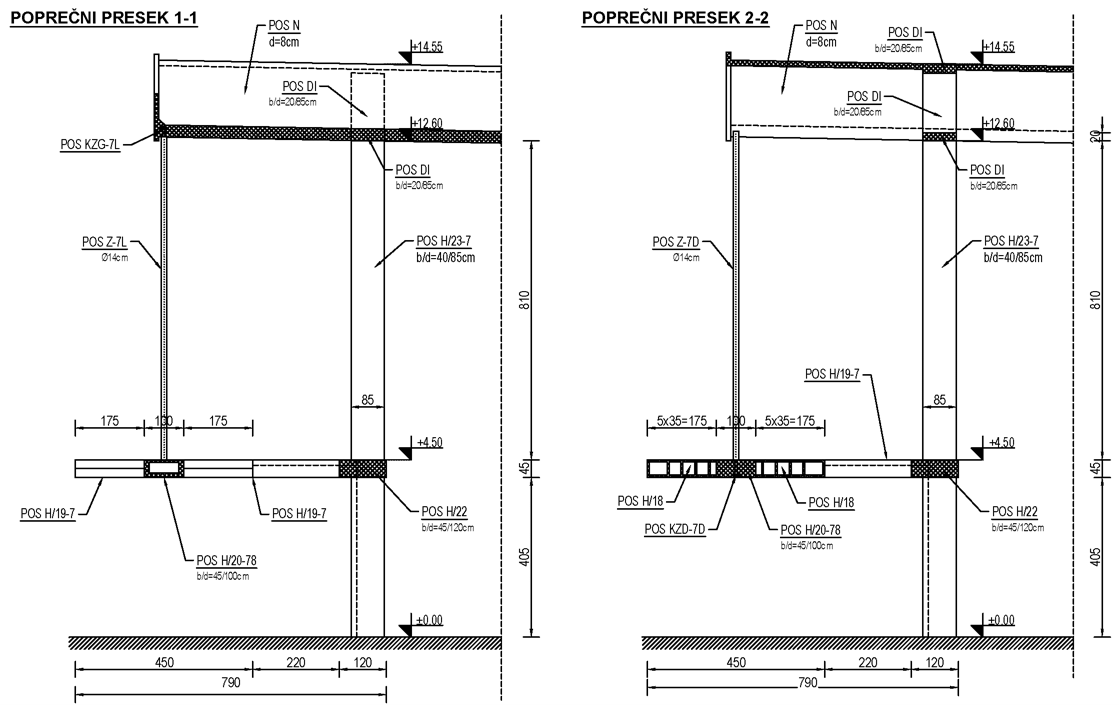 POPREČNI PRESEK 1-1
POS N
d=8cm
+14.55
POS DI
b/d=20/85cm
+12.60
POS KZG-7L
POS DI
b/d=20/85cm
POS Z-7L
Ø14cm
POS H/23-7
b/d=40/85cm
810
85
175
100
175
+4.50
45
POS H/19-7
POS H/19-7
POS H/22
b/d=45/120cm
POS H/20-78
b/d=45/100cm
405
±0.00
450
220
120
790
POPREČNI PRESEK 2-2
POS N
d=8cm
POS DI
b/d=20/85cm
+14.55
POS DI
b/d=20/85cm
+12.60
20
POS DI
b/d=20/85cm
POS Z-7D
Ø14cm
POS H/23-7
b/d=40/85cm
810
POS H/19-7
85
5x35=175
100
5x35=175
+4.50
45
POS H/18
POS H/18
POS KZD-7D
POS H/20-78
b/d=45/100cm
POS H/22
b/d=45/120cm
405
±0.00
450
220
120
790